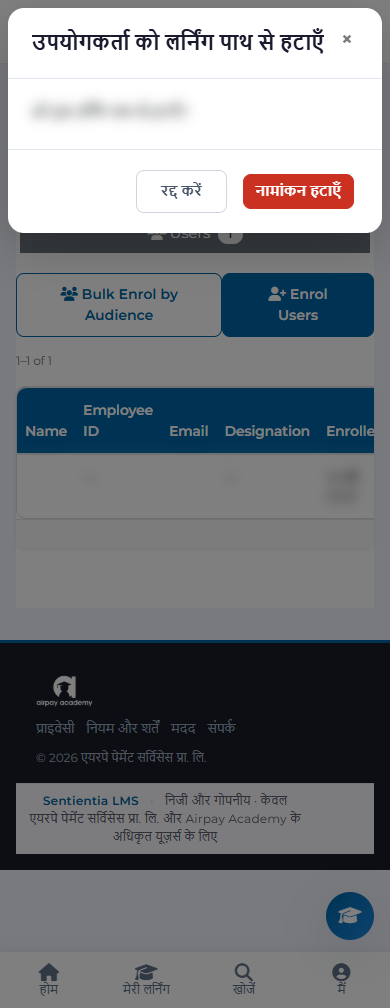 उपयोगकर्ता को लर्निंग पाथ से हटाएँ ×
रद्द करें
नामांकन हटाएँ
Users 1
Bulk Enrol by
Audience
Enrol
Users
1–1 of 1
Name
Employee
ID
Email
Designation
Enrolle
airpay academy
प्राइवेसी नियम और शर्तें मदद संपर्क
© 2026 एयरपे पेमेंट सर्विसेस प्रा. लि.
Sentientia LMS · निजी और गोपनीय · केवल
एयरपे पेमेंट सर्विसेस प्रा. लि. और Airpay Academy के
अधिकृत यूज़र्स के लिए
होम
मेरी लर्निंग
खोजें
मैं